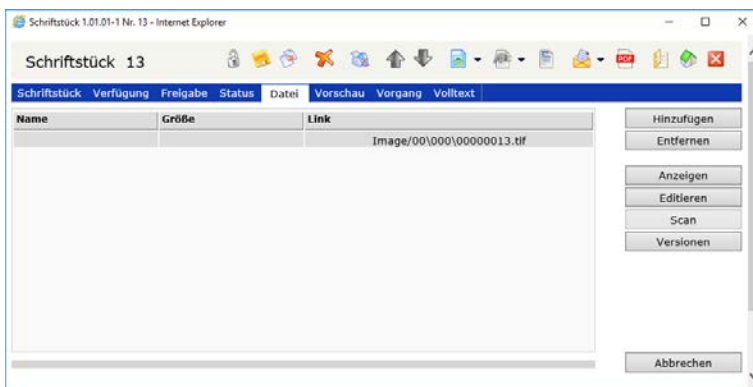 Schriftstück 1.01.01-1 Nr. 13 - Internet Explorer
Schriftstück 13
PDF
Schriftstück Verfügung Freigabe Status Datei Vorschau Vorgang Volltext
Name Größe Link
Image/00\000\00000013.tif
Hinzufügen
Entfernen
Anzeigen
Editieren
Scan
Versionen
Abbrechen